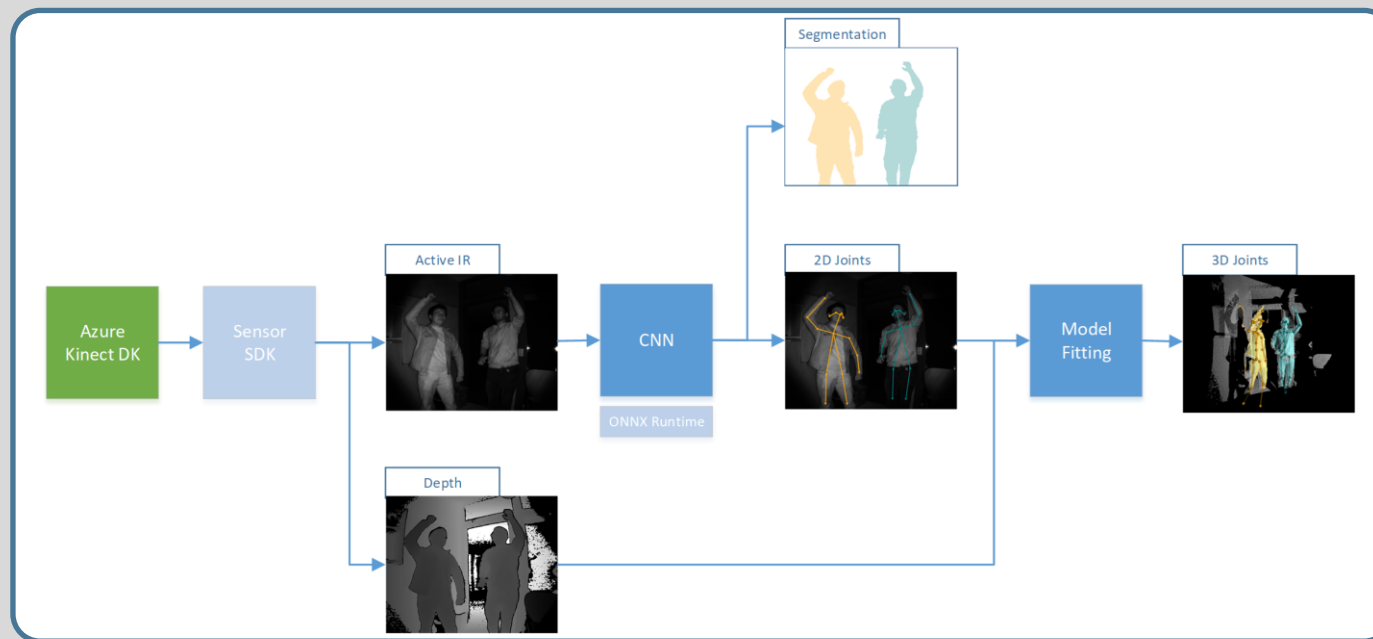 Segmentation
Active IR
2D Joints
3D Joints
Azure
Kinect DK
Sensor
SDK
CNN
Model
Fitting
ONNX Runtime
Depth